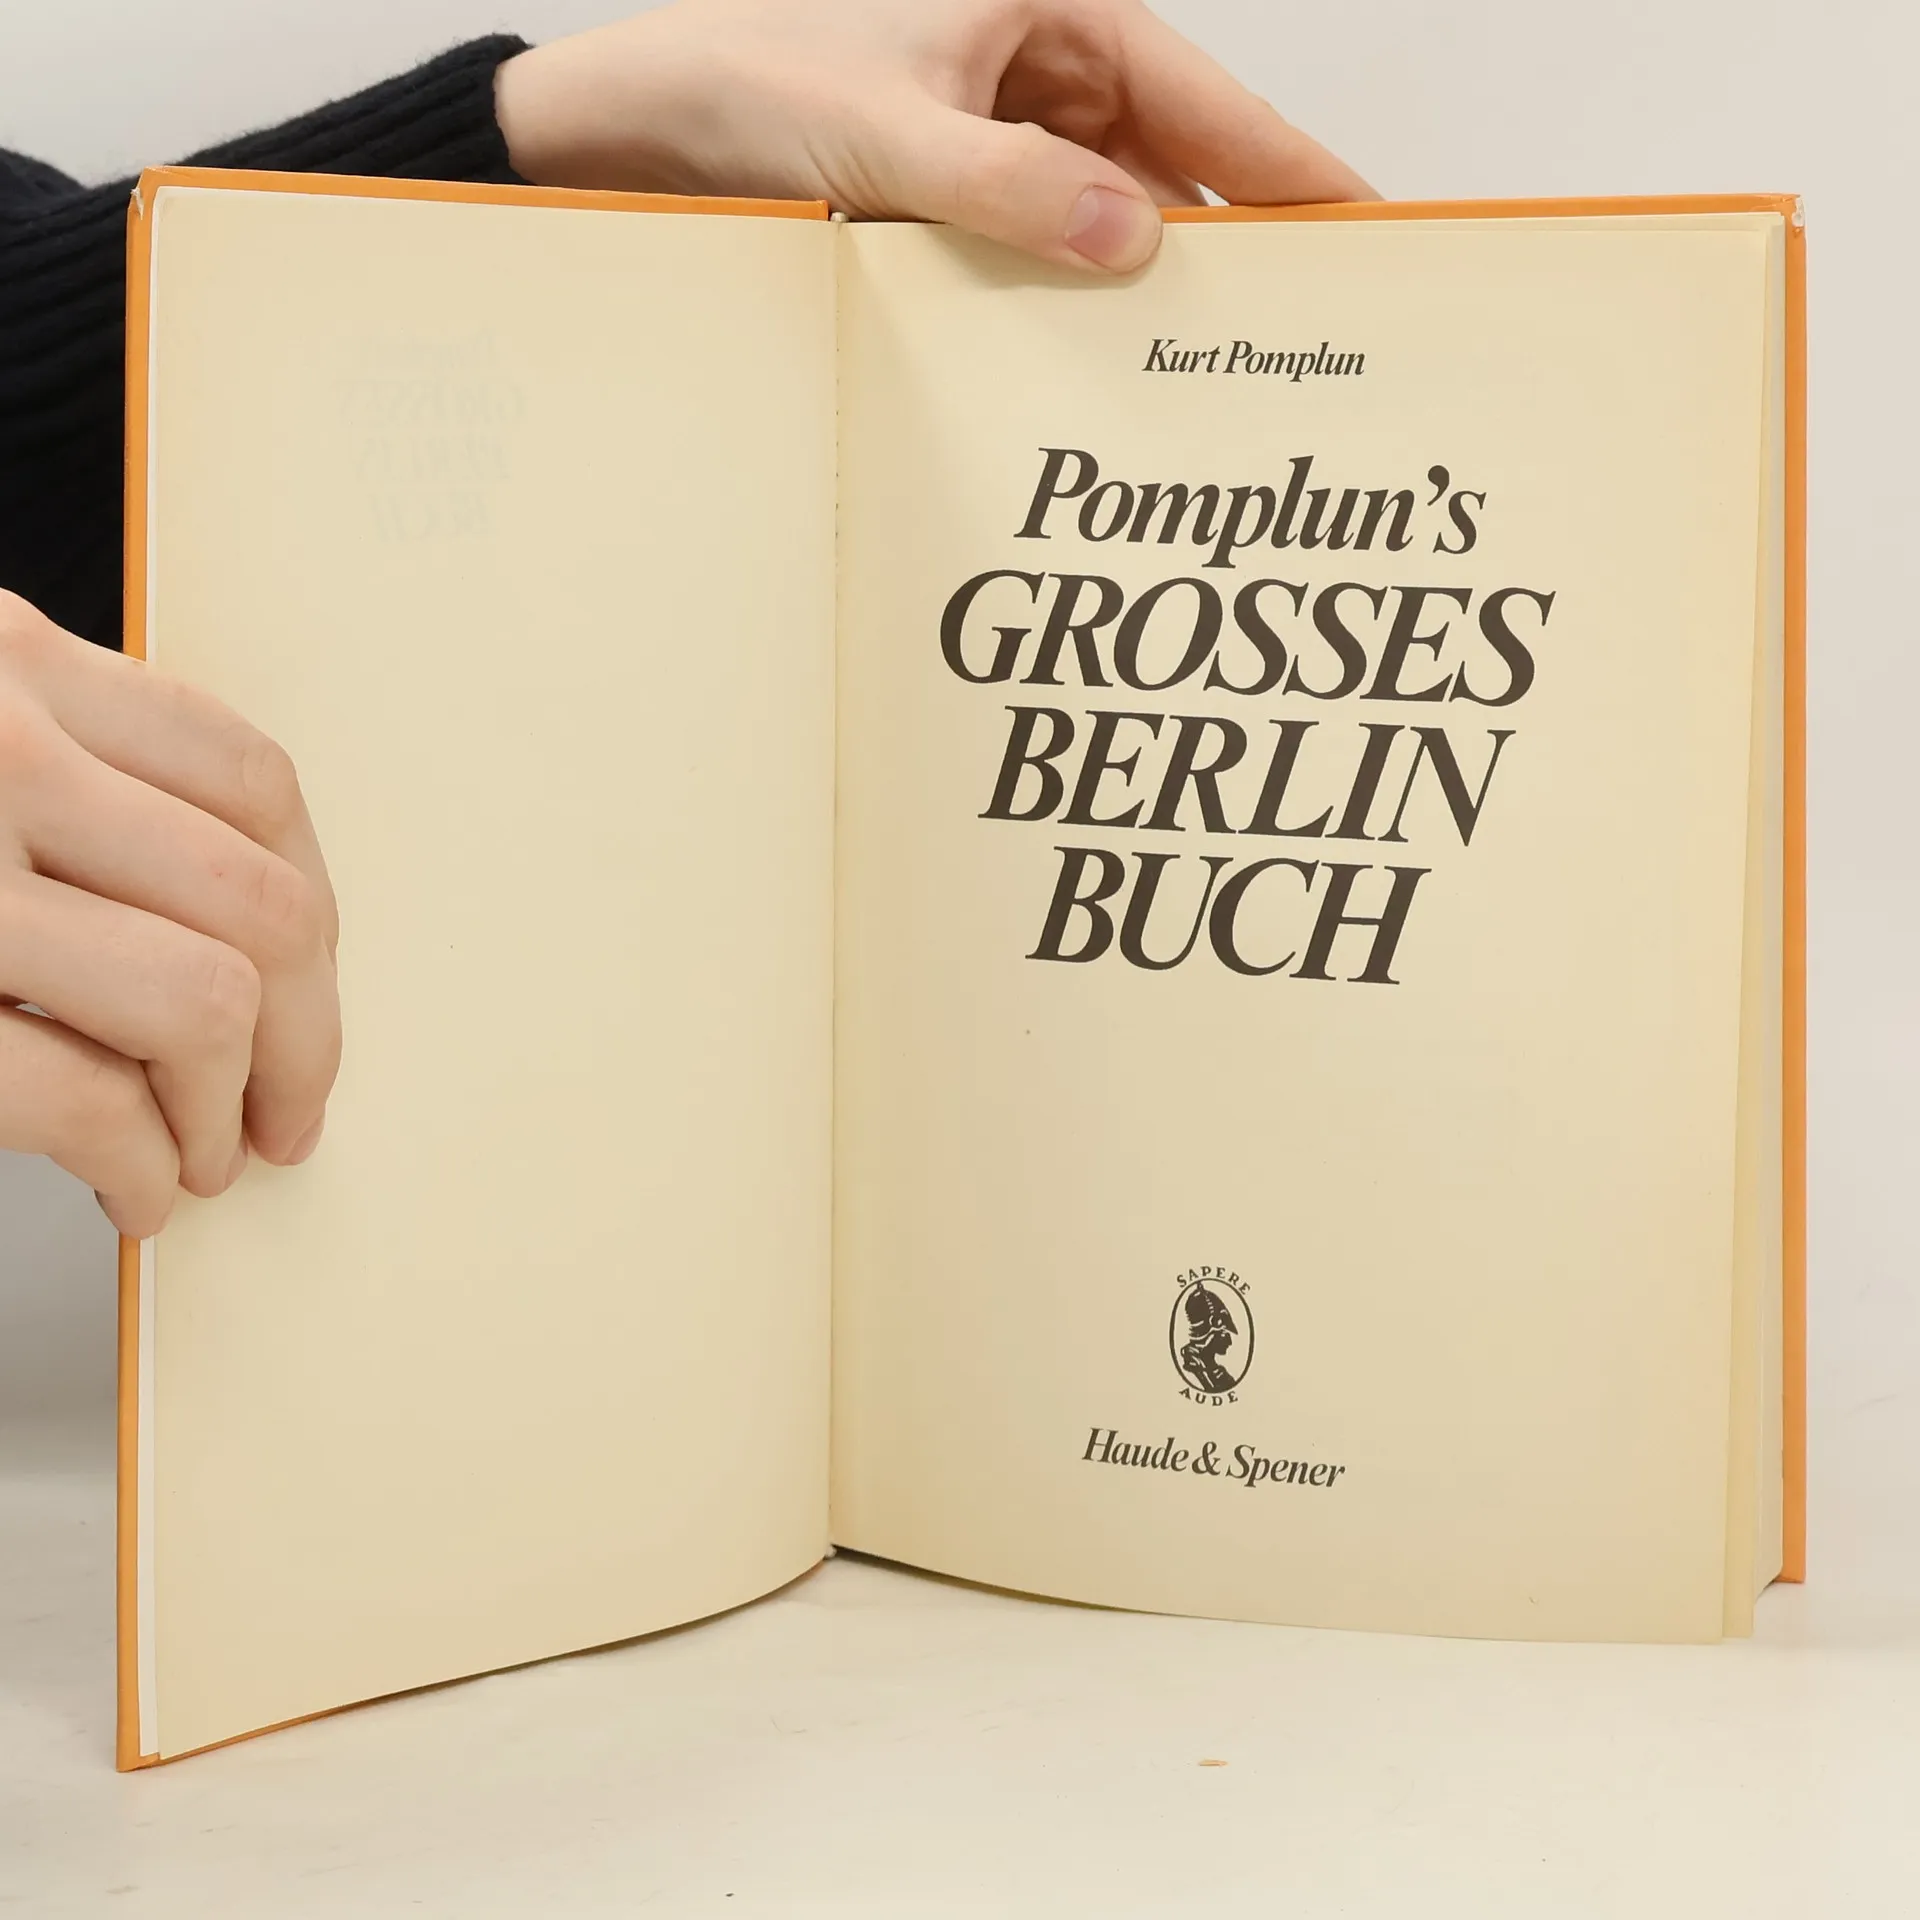 Kurt Pomplun
Pomplun's
GROSSES
BERLIN
BUCH
SAPERE
AUDE
Haude & Spener